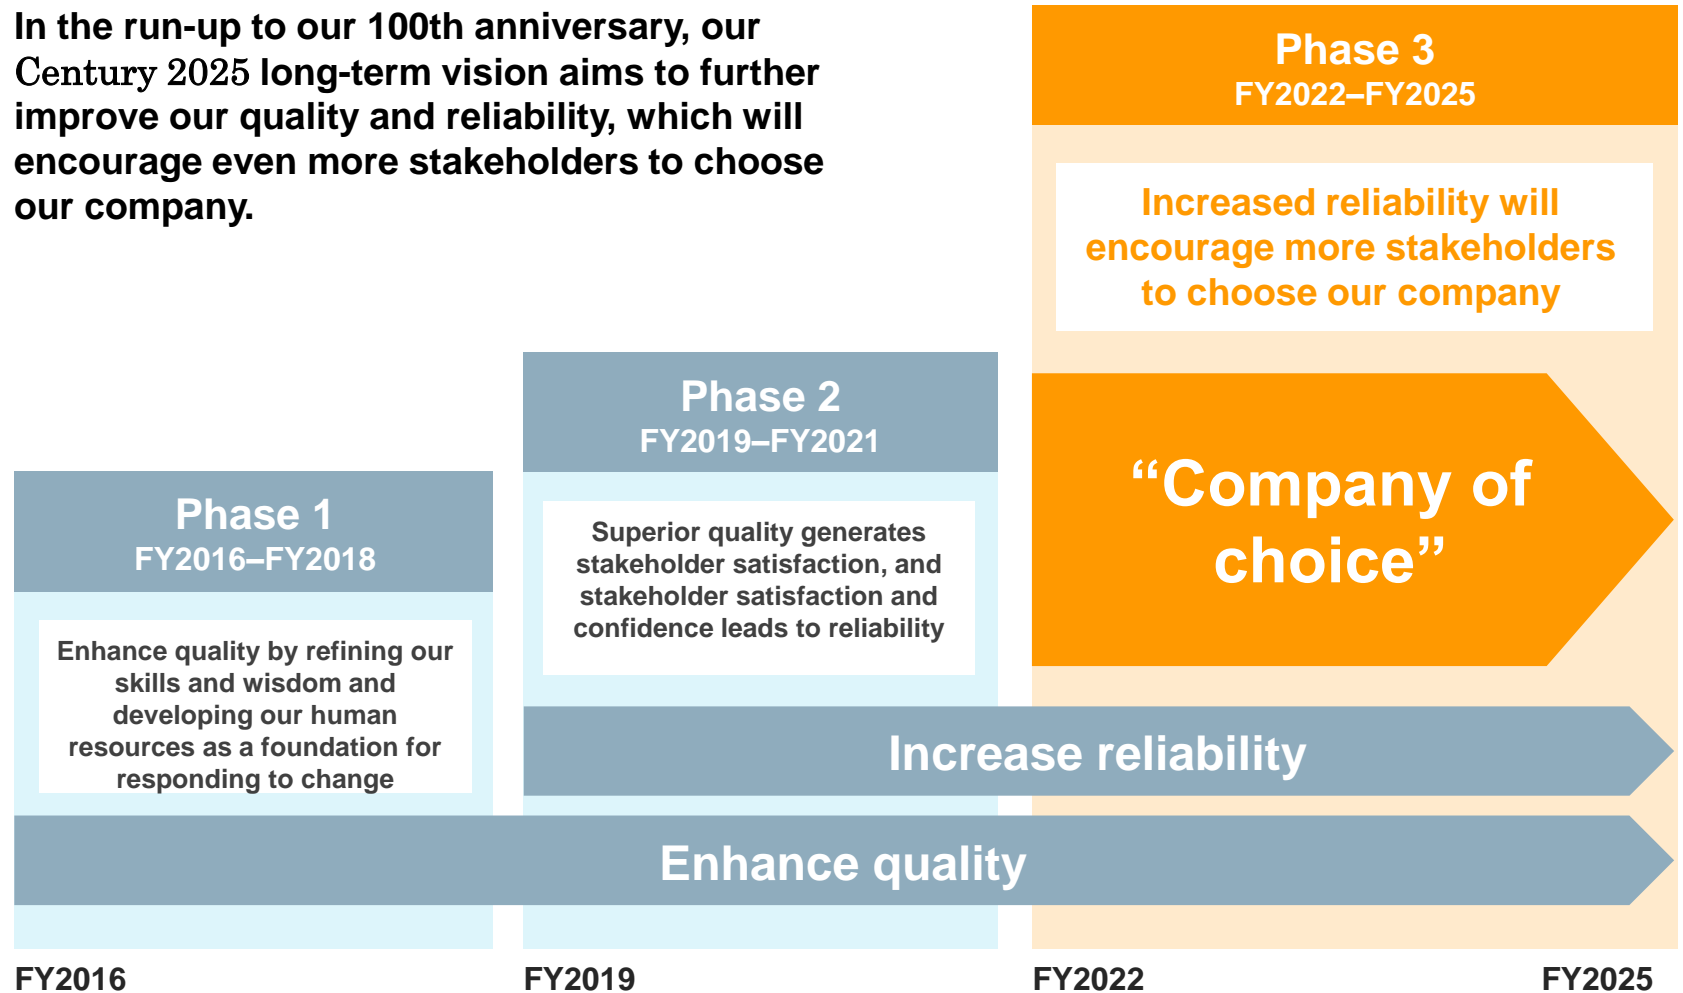 In the run-up to our 100th anniversary, our
Century 2025 long-term vision aims to further
improve our quality and reliability, which will
encourage even more stakeholders to choose
our company.
Phase 3
FY2022–FY2025
Increased reliability will
encourage more stakeholders
to choose our company
“Company of
choice”
Phase 2
FY2019–FY2021
Superior quality generates
stakeholder satisfaction, and
stakeholder satisfaction and
confidence leads to reliability
Phase 1
FY2016–FY2018
Enhance quality by refining our
skills and wisdom and
developing our human
resources as a foundation for
responding to change
Increase reliability
Enhance quality
FY2016
FY2019
FY2022
FY2025